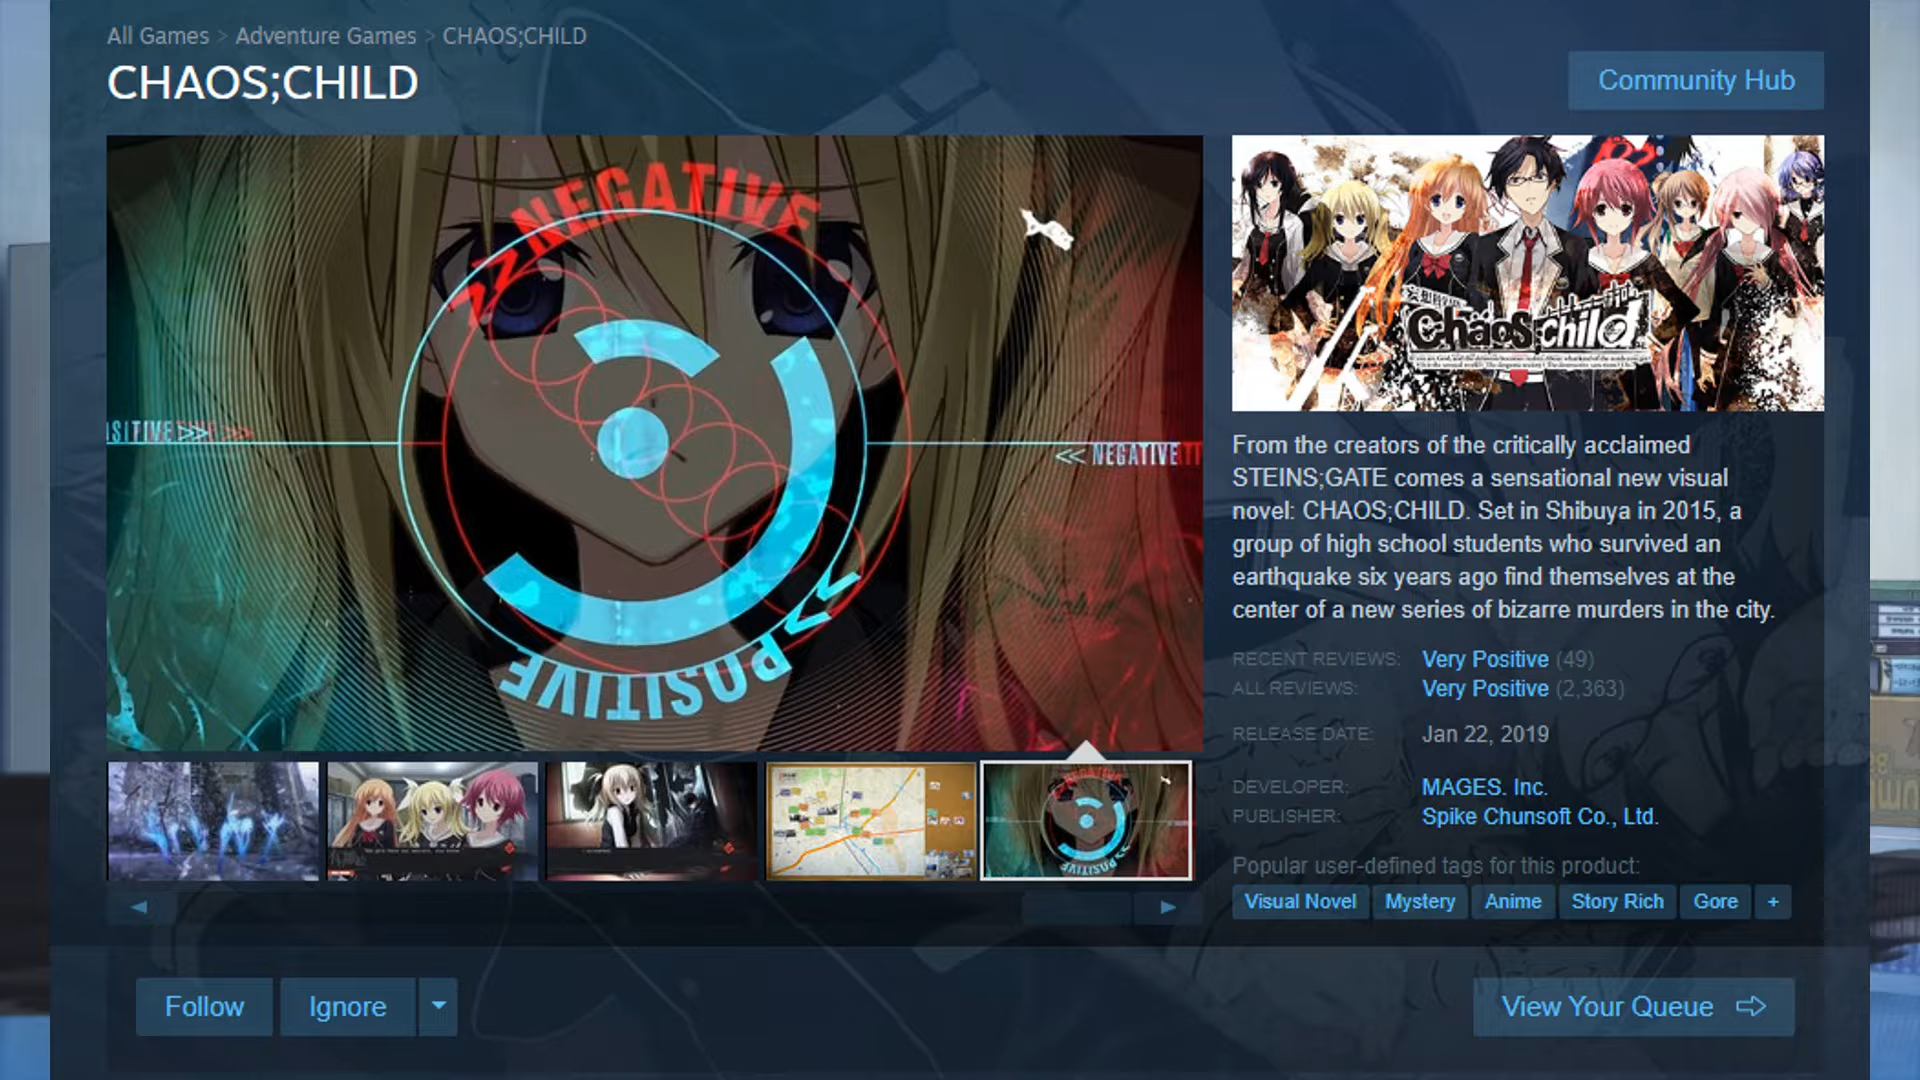 All Games > Adventure Games > CHAOS;CHILD
CHAOS;CHILD
Community Hub
NEGATIVE
SITIVE >>
<< NEGATIVE
POSITIVE
Chaos;child
From the creators of the critically acclaimed
STEINS;GATE comes a sensational new visual
novel: CHAOS;CHILD. Set in Shibuya in 2015, a
group of high school students who survived an
earthquake six years ago find themselves at the
center of a new series of bizarre murders in the city.
RECENT REVIEWS: Very Positive (49)
ALL REVIEWS: Very Positive (2,363)
RELEASE DATE: Jan 22, 2019
DEVELOPER: MAGES. Inc.
PUBLISHER: Spike Chunsoft Co., Ltd.
Popular user-defined tags for this product:
Visual Novel Mystery Anime Story Rich Gore +
NEGATIVE
POSITIVE
Follow Ignore
View Your Queue